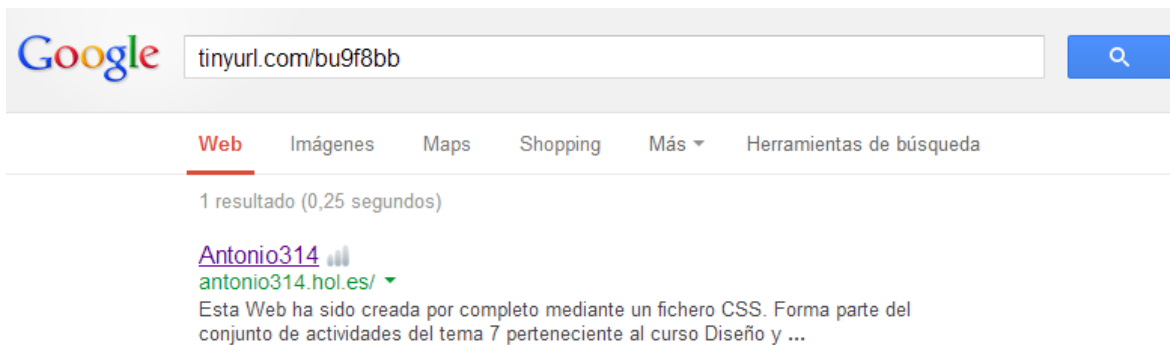 Google tinyurl.com/bu9f8bb
Web Imágenes Maps Shopping Más Herramientas de búsqueda
1 resultado (0,25 segundos)
Antonio314
antonio314.hol.es/
Esta Web ha sido creada por completo mediante un fichero CSS. Forma parte del
conjunto de actividades del tema 7 perteneciente al curso Diseño y ...